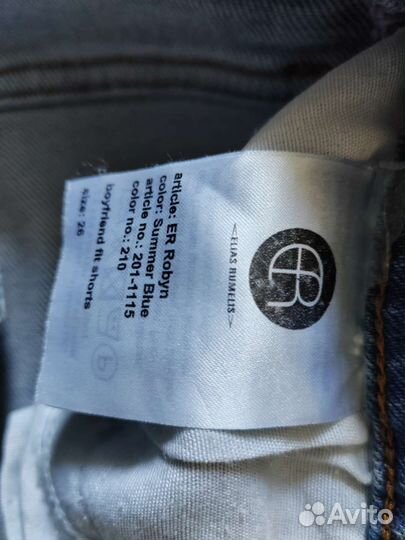 article: ER Robyn
color: Summer Blue
article no.: 201-1115
color no.: 210
boyfriend fit shorts
size: 26
ER
<ELIAS RUMELIS>
Avito